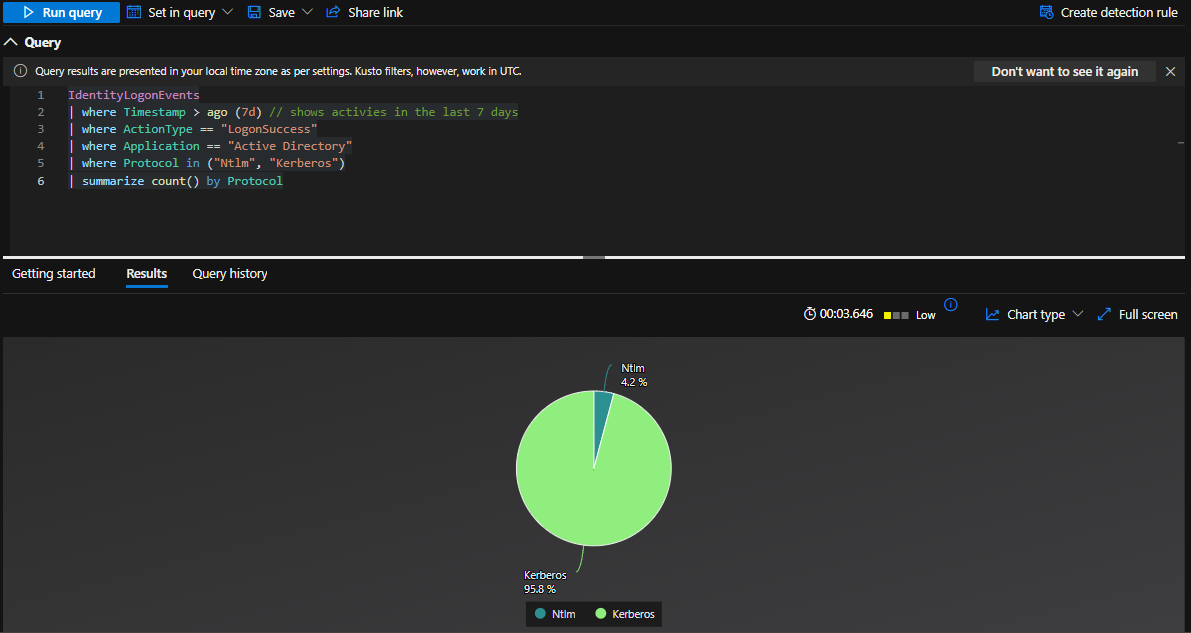 Run query Set in query Save Share link Create detection rule
Query
Query results are presented in your local time zone as per settings. Kusto filters, however, work in UTC. Don't want to see it again
1 IdentityLogonEvents
2 | where Timestamp > ago (7d) // shows activies in the last 7 days
3 | where ActionType == "LogonSuccess"
4 | where Application == "Active Directory"
5 | where Protocol in ("Ntlm", "Kerberos")
6 | summarize count() by Protocol
Getting started Results Query history
00:03.646 Low Chart type Full screen
Ntlm
4.2 %
Kerberos
95.8 %
Ntlm Kerberos